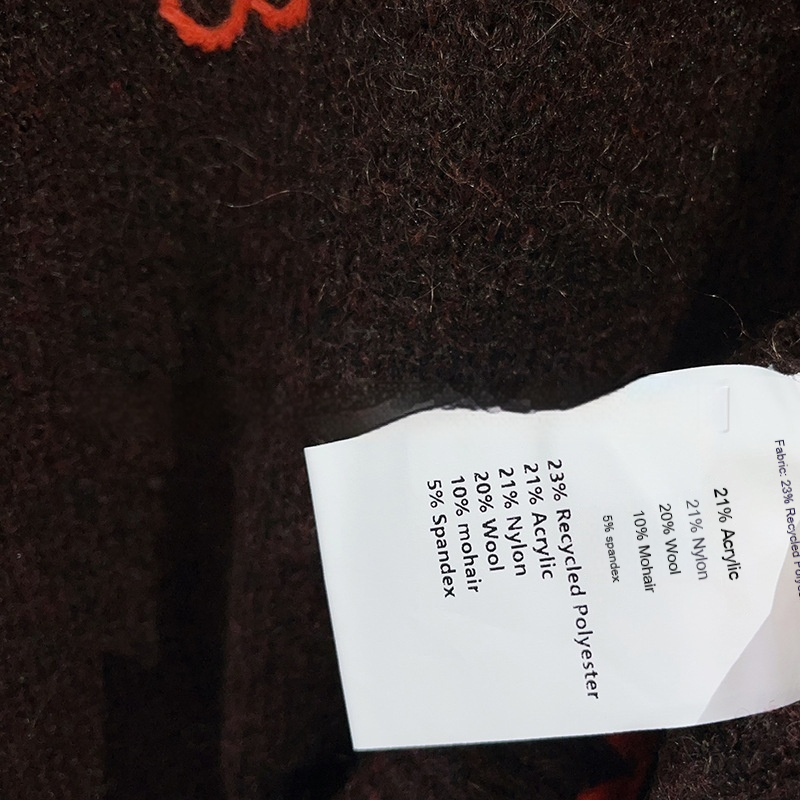 Fabric: 23% Recycled
21% Acrylic
21% Nylon
20% Wool
10% Mohair
5% spandex
23% Recycled Polyester
21% Acrylic
21% Nylon
20% Wool
10% mohair
5% Spandex